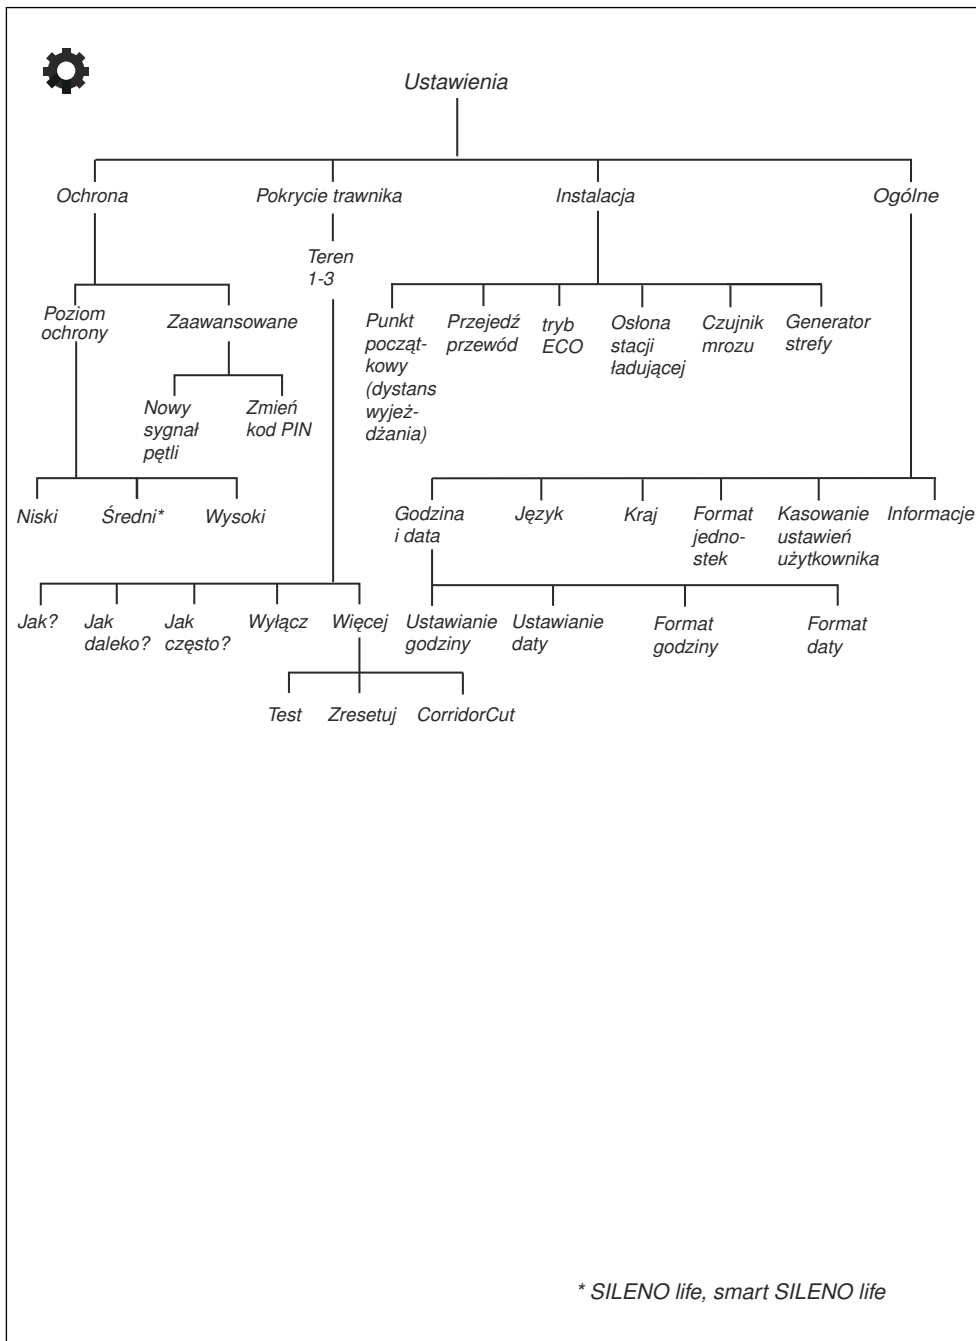 Ustawienia
Ochrona
Pokrycie trawnika
Instalacja
Ogólne
Teren
1-3
Poziom
ochrony
Zaawansowane
Punkt
począt-
kowy
(dystans
wyjeż-
dżania)
Przejedź
przewód
tryb
ECO
Osłona
stacji
ładującej
Czujnik
mrozu
Generator
strefy
Nowy
sygnał
pętli
Zmień
kod PIN
Niski
Średni*
Wysoki
Godzina
i data
Język
Kraj
Format
jedno-
stek
Kasowanie
ustawień
użytkownika
Informacje
Jak?
Jak
daleko?
Jak
często?
Wyłącz
Więcej
Ustawianie
godziny
Ustawianie
daty
Format
godziny
Format
daty
Test
Zresetuj
CorridorCut
* SILENO life, smart SILENO life